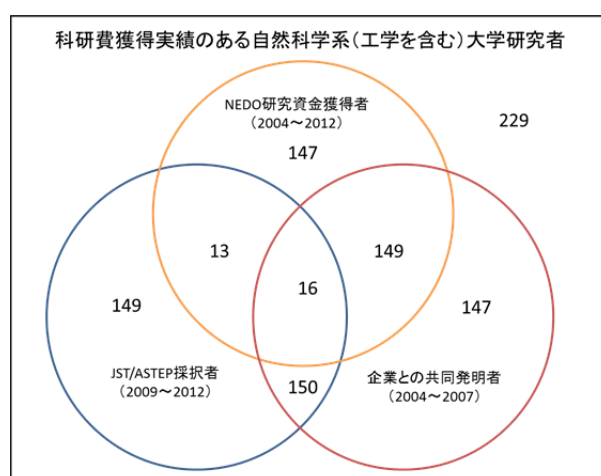 科研費獲得実績のある自然科学系(工学を含む)大学研究者
NEDO研究資金獲得者
(2004～2012)
147
229
13
149
16
149
147
JST/ASTEP採択者
(2009～2012)
150
企業との共同発明者
(2004～2007)